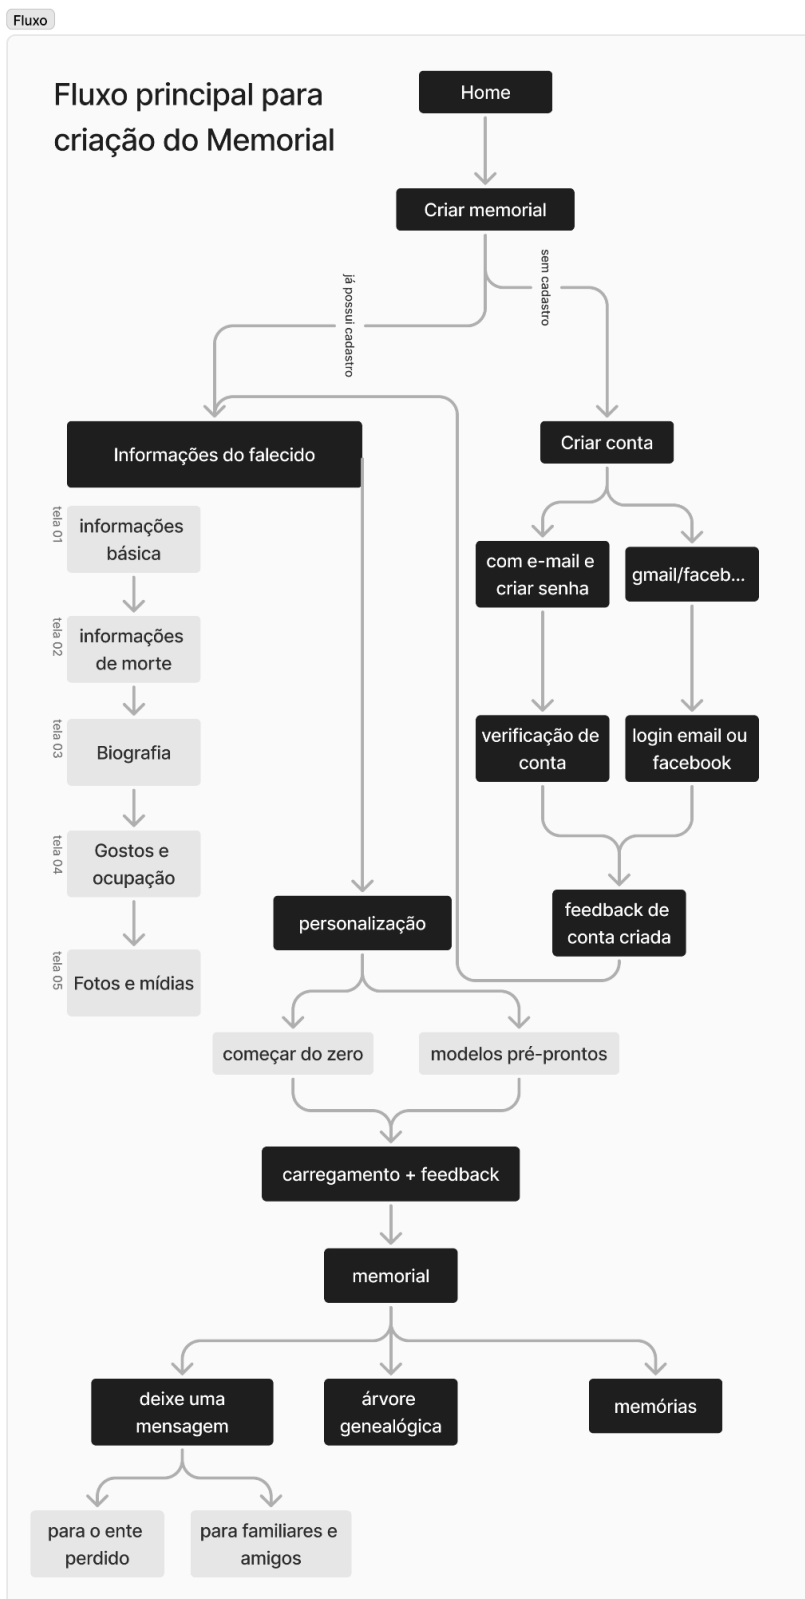 Fluxo
Fluxo principal para
criação do Memorial
Home
Criar memorial
já possui cadastro
sem cadastro
Informações do falecido
Criar conta
tela 01
informações
básica
com e-mail e
criar senha
gmail/faceb...
tela 02
informações
de morte
tela 03
Biografia
verificação de
conta
login email ou
facebook
tela 04
Gostos e
ocupação
personalização
feedback de
conta criada
tela 05
Fotos e mídias
começar do zero
modelos pré-prontos
carregamento + feedback
memorial
deixe uma
mensagem
árvore
genealógica
memórias
para o ente
perdido
para familiares e
amigos